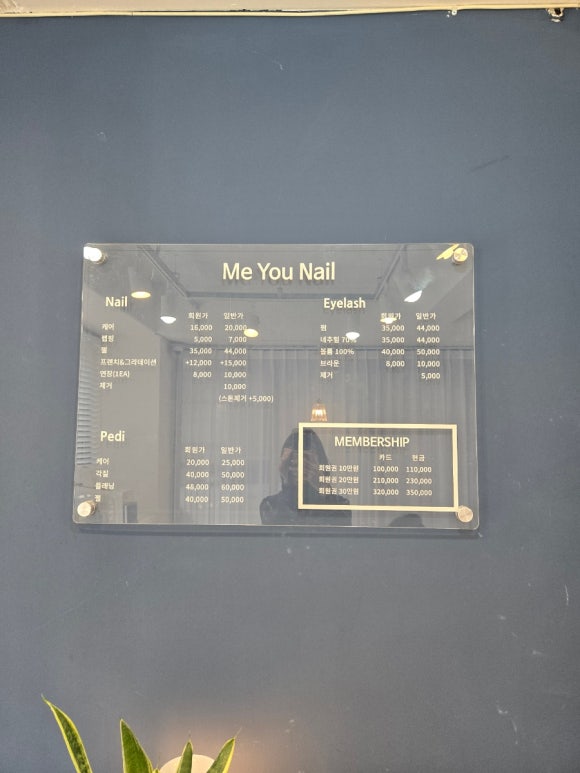 Me You Nail
Nail
회원가 일반가
케어 16,000 20,000
랩핑 5,000 7,000
젤 35,000 44,000
프렌치&그라데이션 +12,000 +15,000
연장(1EA) 8,000 10,000
제거 10,000
(스톤제거 +5,000)
Eyelash
회원가 일반가
펌 35,000 44,000
내추럴 70% 35,000 44,000
볼륨 100% 40,000 50,000
브라운 8,000 10,000
제거 5,000
Pedi
회원가 일반가
케어 20,000 25,000
각질 40,000 50,000
플래닝 48,000 60,000
젤 40,000 50,000
MEMBERSHIP
카드 현금
회원권 10만원 100,000 110,000
회원권 20만원 210,000 230,000
회원권 30만원 320,000 350,000